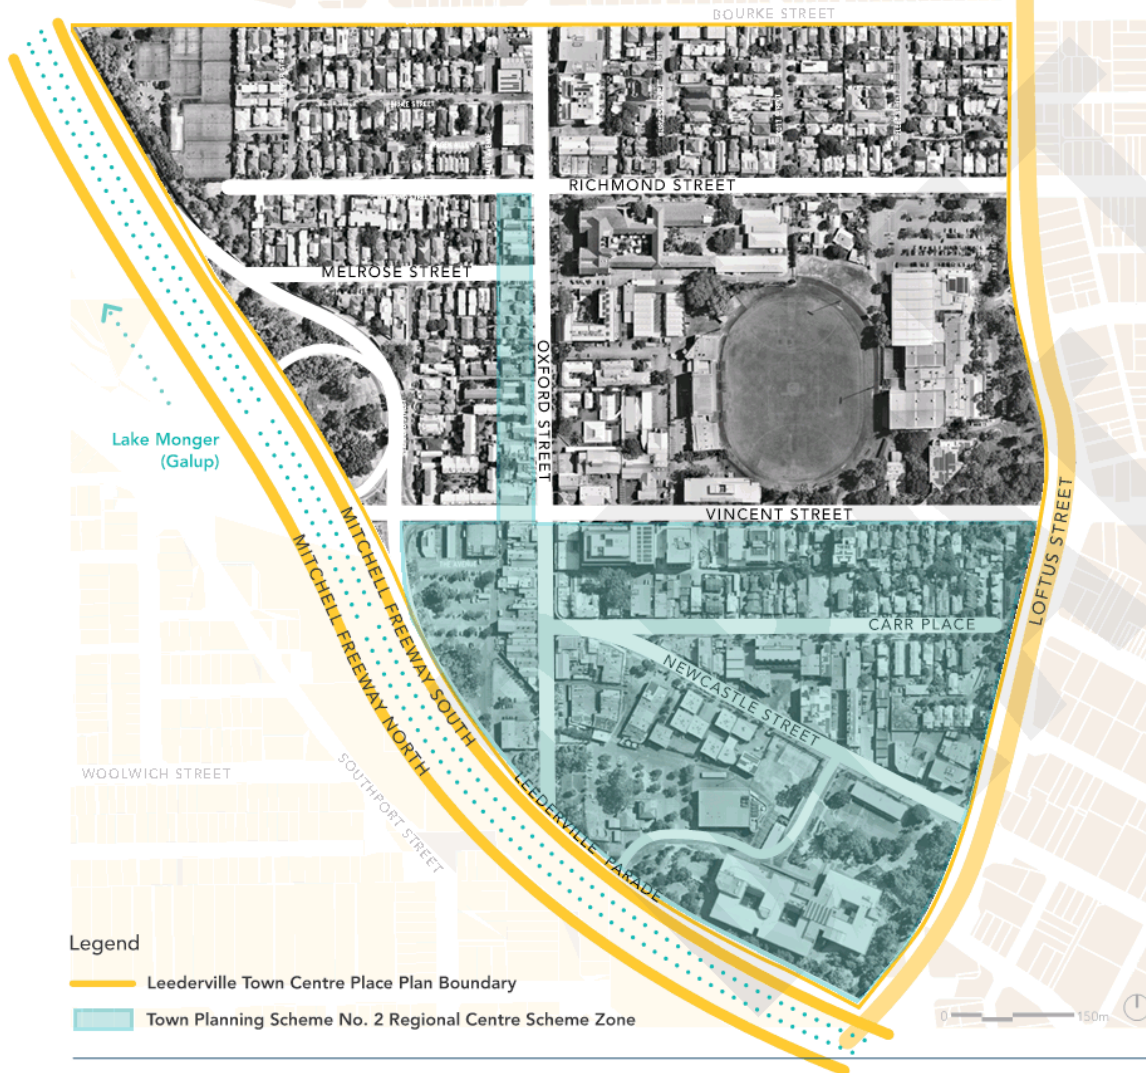 BOURKE STREET
RICHMOND STREET
MELROSE STREET
OXFORD STREET
Lake Monger
(Galup)
VINCENT STREET
LOFTUS STREET
MITCHELL FREEWAY SOUTH
MITCHELL FREEWAY NORTH
THE AVENUE
CARR PLACE
NEWCASTLE STREET
WOOLWICH STREET
SOUTHPORT STREET
LEEDERVILLE PARADE
Legend
Leederville Town Centre Place Plan Boundary
Town Planning Scheme No. 2 Regional Centre Scheme Zone
0
150m